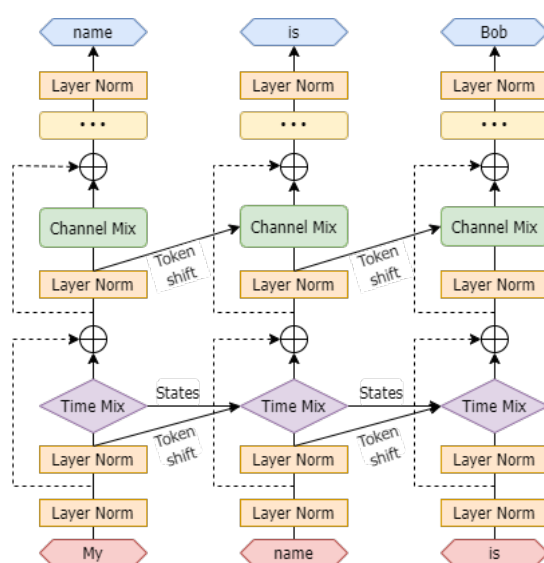 name is Bob
Layer Norm Layer Norm Layer Norm
••• ••• •••
Channel Mix Channel Mix Channel Mix
Token shift Token shift
Layer Norm Layer Norm Layer Norm
States States
Time Mix Time Mix Time Mix
Token shift Token shift
Layer Norm Layer Norm Layer Norm
Layer Norm Layer Norm Layer Norm
My name is